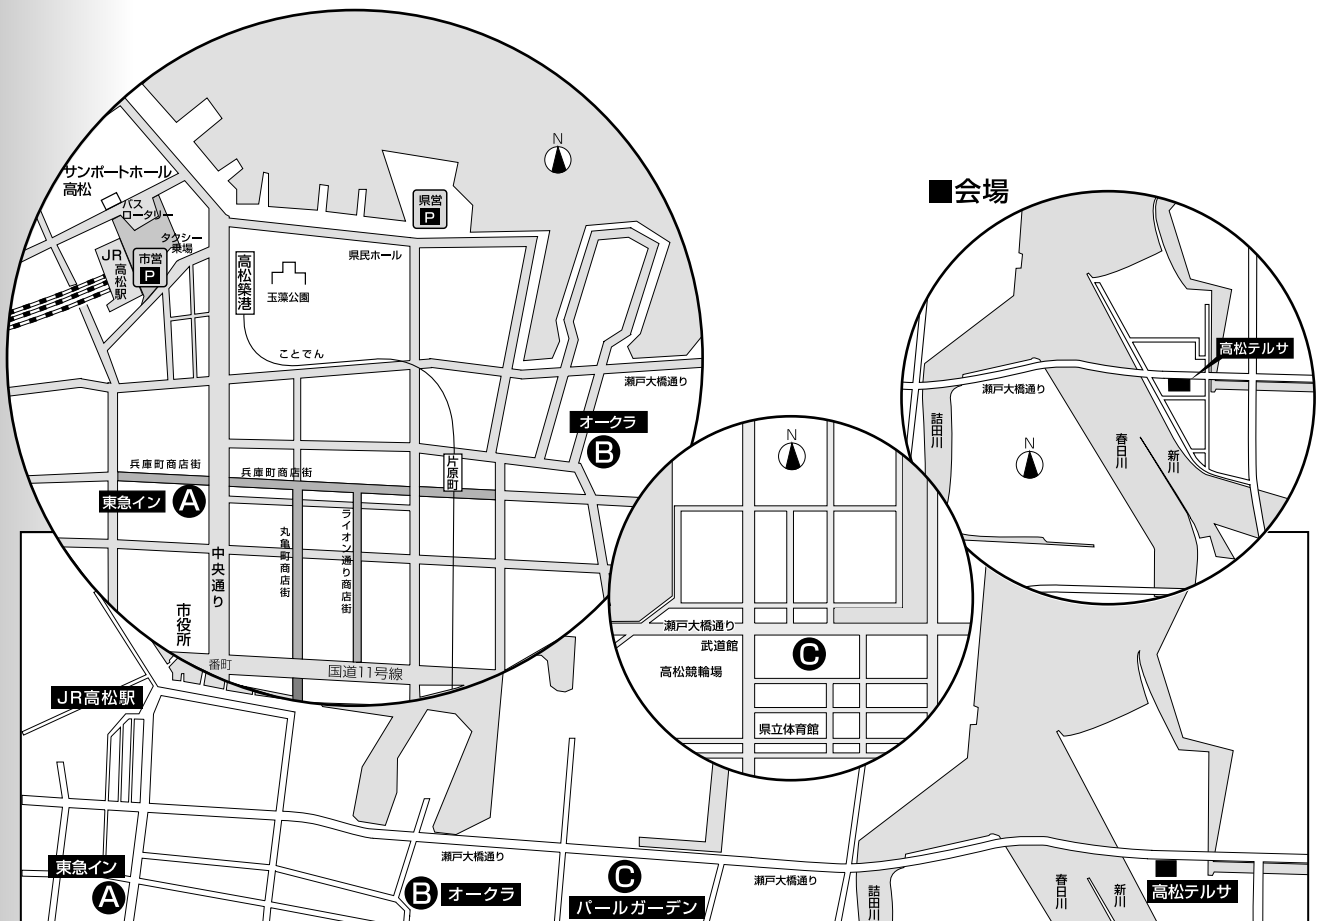 N
サンポートホール
高松
バス
ロータリー
タクシー
乗場
JR
高松駅
市営
P
県営
P
高松築港
玉藻公園
県民ホール
ことでん
瀬戸大橋通り
オークラ
B
兵庫町商店街
兵庫町商店街
片原町
東急イン
A
丸亀町商店街
ライオン通り商店街
中央通り
市役所
番町
国道11号線
■会場
高松テルサ
瀬戸大橋通り
詰田川
N
春日川
新川
N
瀬戸大橋通り
武道館
C
高松競輪場
県立体育館
JR高松駅
東急イン
A
瀬戸大橋通り
B
オークラ
C
パールガーデン
瀬戸大橋通り
詰田川
春日川
新川
高松テルサ